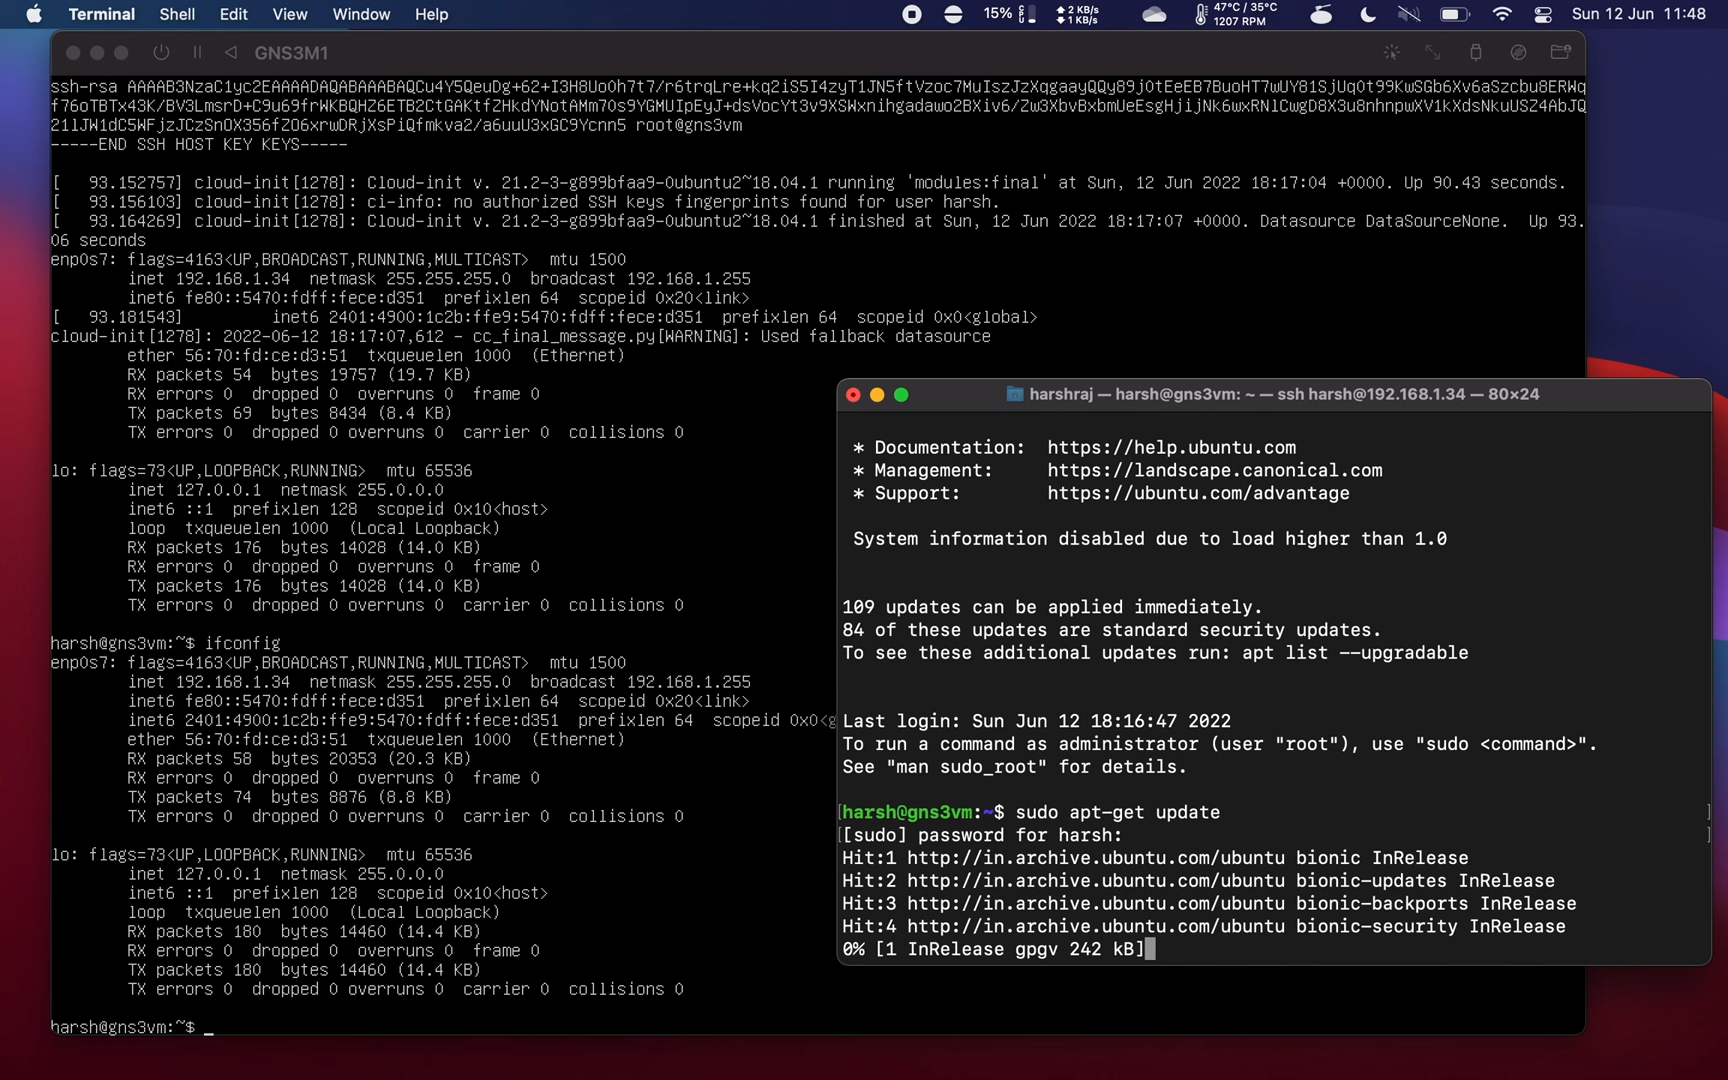 Terminal Shell Edit View Window Help 15% 2 KB/s 1 KB/s 47°C / 35°C 1207 RPM Sun 12 Jun 11:48
GNS3M1
-----END SSH HOST KEY KEYS-----
[   93.152757] cloud-init[1278]: Cloud-init v. 21.2-3-g899bfaa9-0ubuntu2~18.04.1 running 'modules:final' at Sun, 12 Jun 2022 18:17:04 +0000. Up 90.43 seconds.
[   93.156103] cloud-init[1278]: ci-info: no authorized SSH keys fingerprints found for user harsh.
[   93.164269] cloud-init[1278]: Cloud-init v. 21.2-3-g899bfaa9-0ubuntu2~18.04.1 finished at Sun, 12 Jun 2022 18:17:07 +0000. Datasource DataSourceNone.  Up 93.
06 seconds
enp0s7: flags=4163<UP,BROADCAST,RUNNING,MULTICAST>  mtu 1500
inet 192.168.1.34  netmask 255.255.255.0  broadcast 192.168.1.255
inet6 fe80::5470:fdff:fece:d351  prefixlen 64  scopeid 0x20<link>
[   93.181543]         inet6 2401:4900:1c2b:ffe9:5470:fdff:fece:d351  prefixlen 64  scopeid 0x0<global>
cloud-init[1278]: 2022-06-12 18:17:07,612 - cc_final_message.py[WARNING]: Used fallback datasource
ether 56:70:fd:ce:d3:51  txqueuelen 1000  (Ethernet)
RX packets 54  bytes 19757 (19.7 KB)
RX errors 0  dropped 0  overruns 0  frame 0
TX packets 69  bytes 8434 (8.4 KB)
TX errors 0  dropped 0 overruns 0  carrier 0  collisions 0
lo: flags=73<UP,LOOPBACK,RUNNING>  mtu 65536
inet 127.0.0.1  netmask 255.0.0.0
inet6 ::1  prefixlen 128  scopeid 0x10<host>
loop  txqueuelen 1000  (Local Loopback)
RX packets 176  bytes 14028 (14.0 KB)
RX errors 0  dropped 0  overruns 0  frame 0
TX packets 176  bytes 14028 (14.0 KB)
TX errors 0  dropped 0 overruns 0  carrier 0  collisions 0
harsh@gns3vm:~$ ifconfig
enp0s7: flags=4163<UP,BROADCAST,RUNNING,MULTICAST>  mtu 1500
inet 192.168.1.34  netmask 255.255.255.0  broadcast 192.168.1.255
inet6 fe80::5470:fdff:fece:d351  prefixlen 64  scopeid 0x20<link>
inet6 2401:4900:1c2b:ffe9:5470:fdff:fece:d351  prefixlen 64  scopeid 0x0<g
ether 56:70:fd:ce:d3:51  txqueuelen 1000  (Ethernet)
RX packets 58  bytes 20353 (20.3 KB)
RX errors 0  dropped 0  overruns 0  frame 0
TX packets 74  bytes 8876 (8.8 KB)
TX errors 0  dropped 0 overruns 0  carrier 0  collisions 0
lo: flags=73<UP,LOOPBACK,RUNNING>  mtu 65536
inet 127.0.0.1  netmask 255.0.0.0
inet6 ::1  prefixlen 128  scopeid 0x10<host>
loop  txqueuelen 1000  (Local Loopback)
RX packets 180  bytes 14460 (14.4 KB)
RX errors 0  dropped 0  overruns 0  frame 0
TX packets 180  bytes 14460 (14.4 KB)
TX errors 0  dropped 0 overruns 0  carrier 0  collisions 0
harsh@gns3vm:~$ _
harshraj — harsh@gns3vm: ~ — ssh harsh@192.168.1.34 — 80×24
* Documentation:  https://help.ubuntu.com
* Management:     https://landscape.canonical.com
* Support:        https://ubuntu.com/advantage
System information disabled due to load higher than 1.0
109 updates can be applied immediately.
84 of these updates are standard security updates.
To see these additional updates run: apt list --upgradable
Last login: Sun Jun 12 18:16:47 2022
To run a command as administrator (user "root"), use "sudo <command>".
See "man sudo_root" for details.
[harsh@gns3vm:~$ sudo apt-get update ]
[[sudo] password for harsh: ]
Hit:1 http://in.archive.ubuntu.com/ubuntu bionic InRelease
Hit:2 http://in.archive.ubuntu.com/ubuntu bionic-updates InRelease
Hit:3 http://in.archive.ubuntu.com/ubuntu bionic-backports InRelease
Hit:4 http://in.archive.ubuntu.com/ubuntu bionic-security InRelease
0% [1 InRelease gpgv 242 kB]